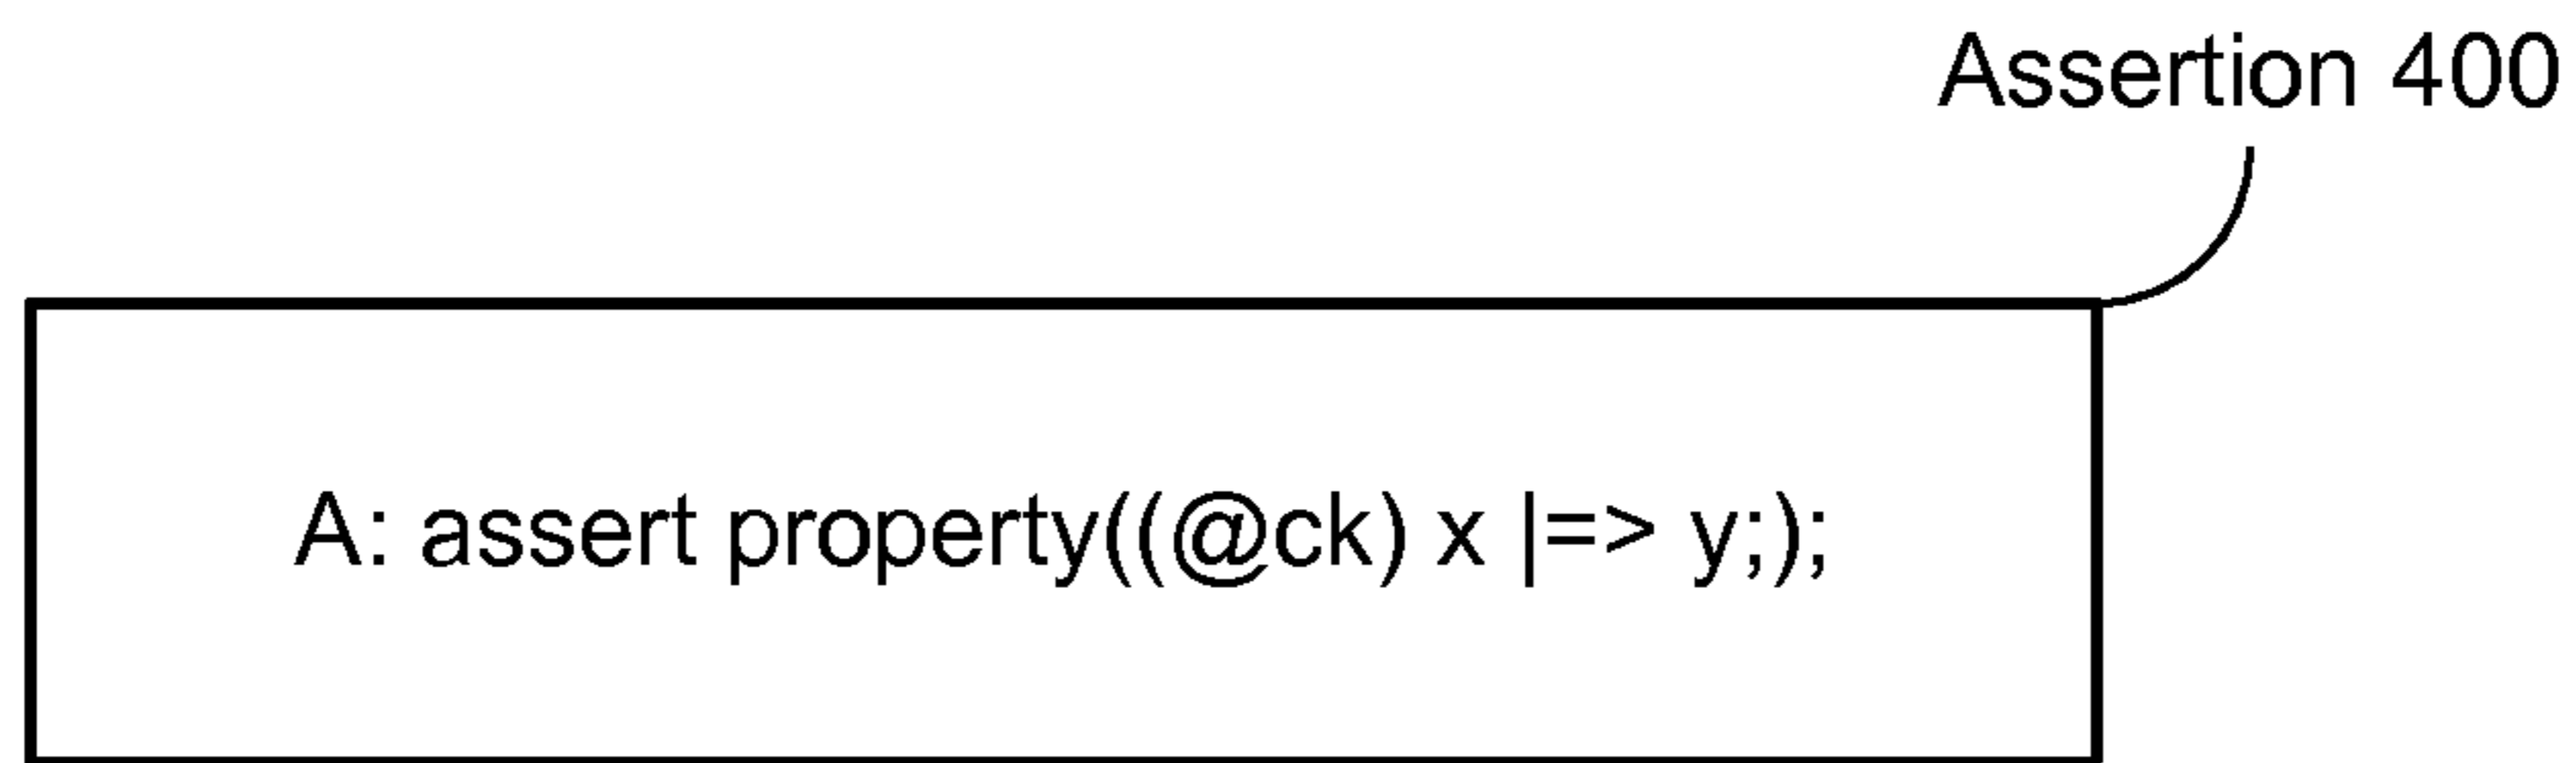 Assertion 400
A: assert property((@ck) x |=> y;);